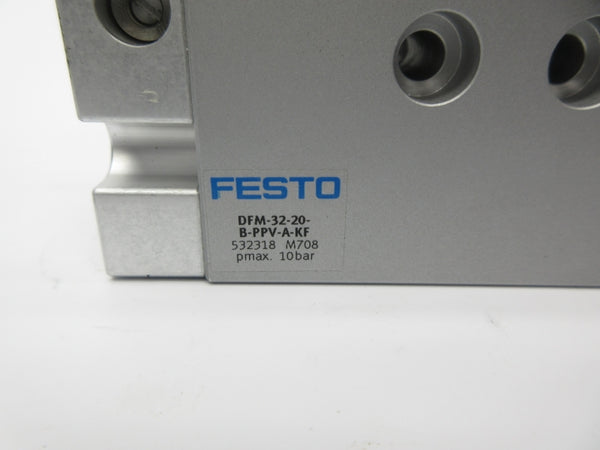 FESTO
DFM-32-20-
B-PPV-A-KF
532318 M708
pmax. 10bar